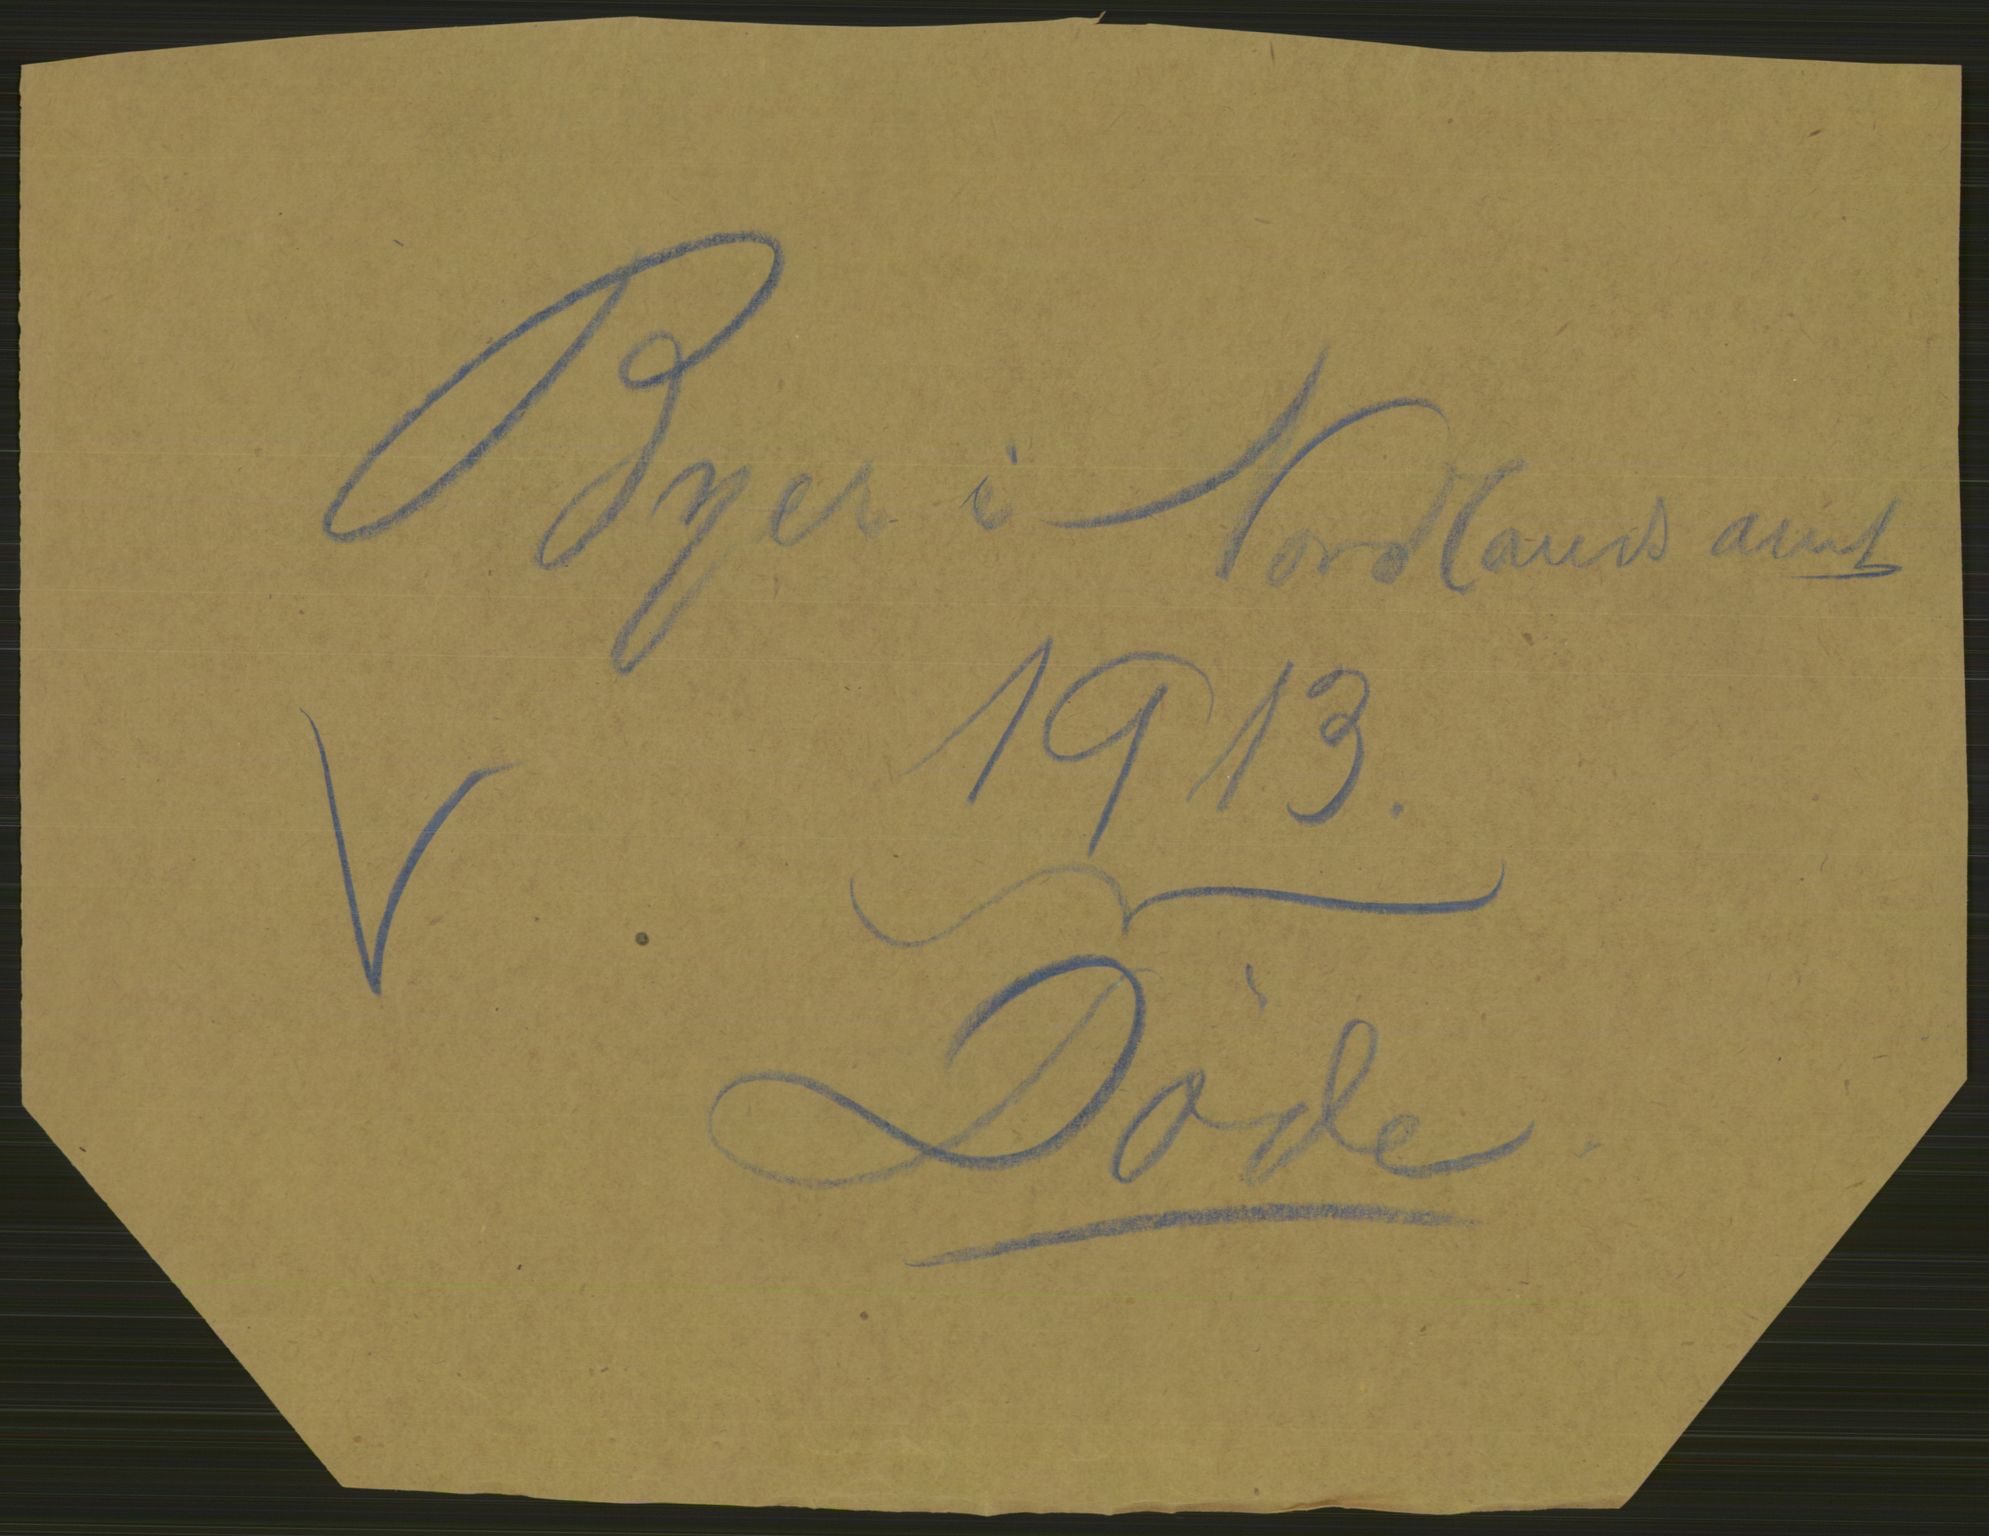 Byer i Nordlands amt
1913.
V
Døde.